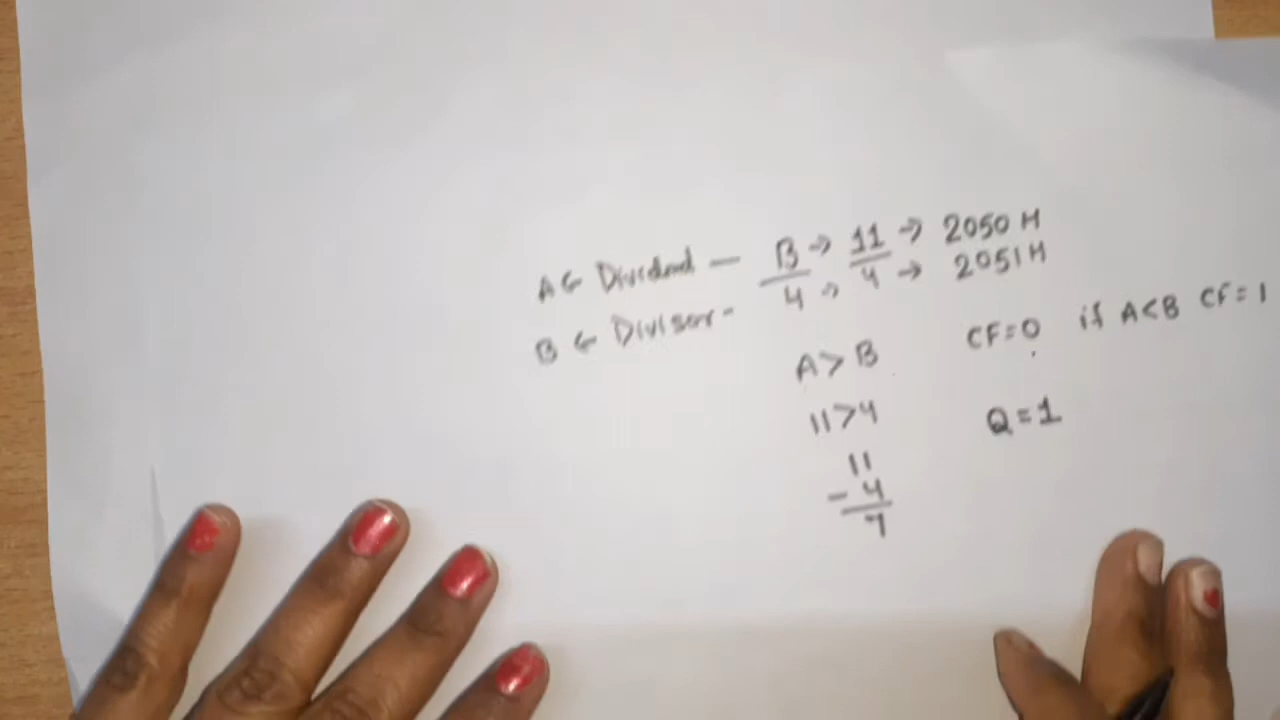 A ← Dividend — B → 11 → 2050 H
B ← Divisor - 4 → 4 → 2051 H
A > B CF = 0 if A < B CF = 1
11 > 4 Q = 1
11
- 4
7